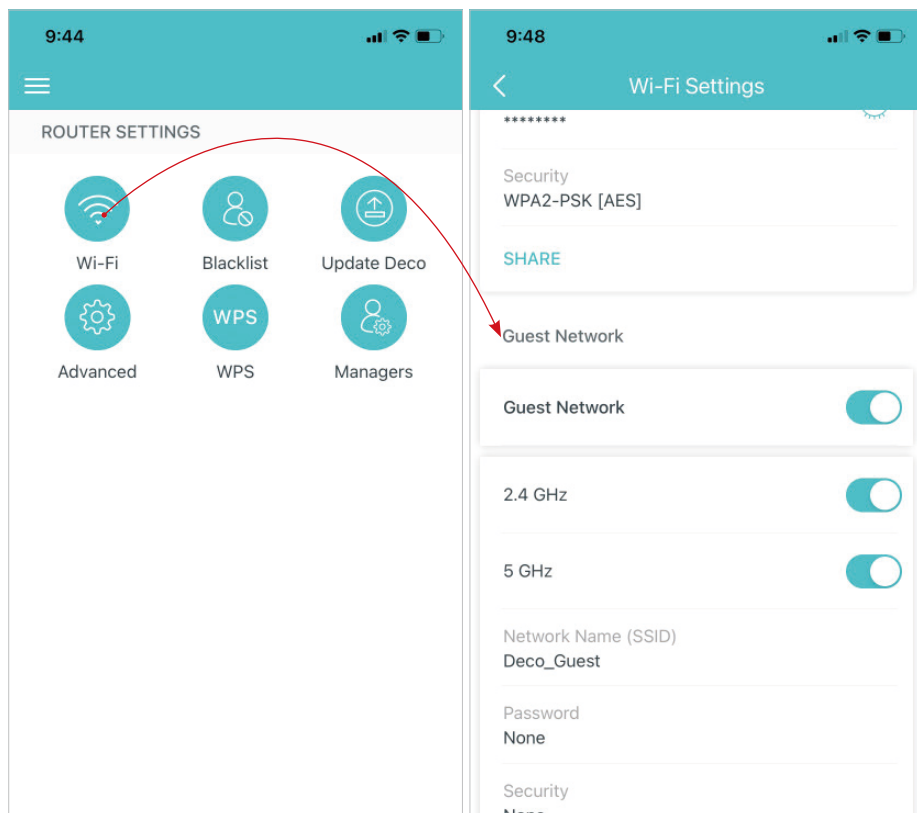 9:44
ROUTER SETTINGS
Wi-Fi
Blacklist
Update Deco
WPS
Advanced
WPS
Managers
9:48
Wi-Fi Settings
********
Security
WPA2-PSK [AES]
SHARE
Guest Network
Guest Network
2.4 GHz
5 GHz
Network Name (SSID)
Deco_Guest
Password
None
Security